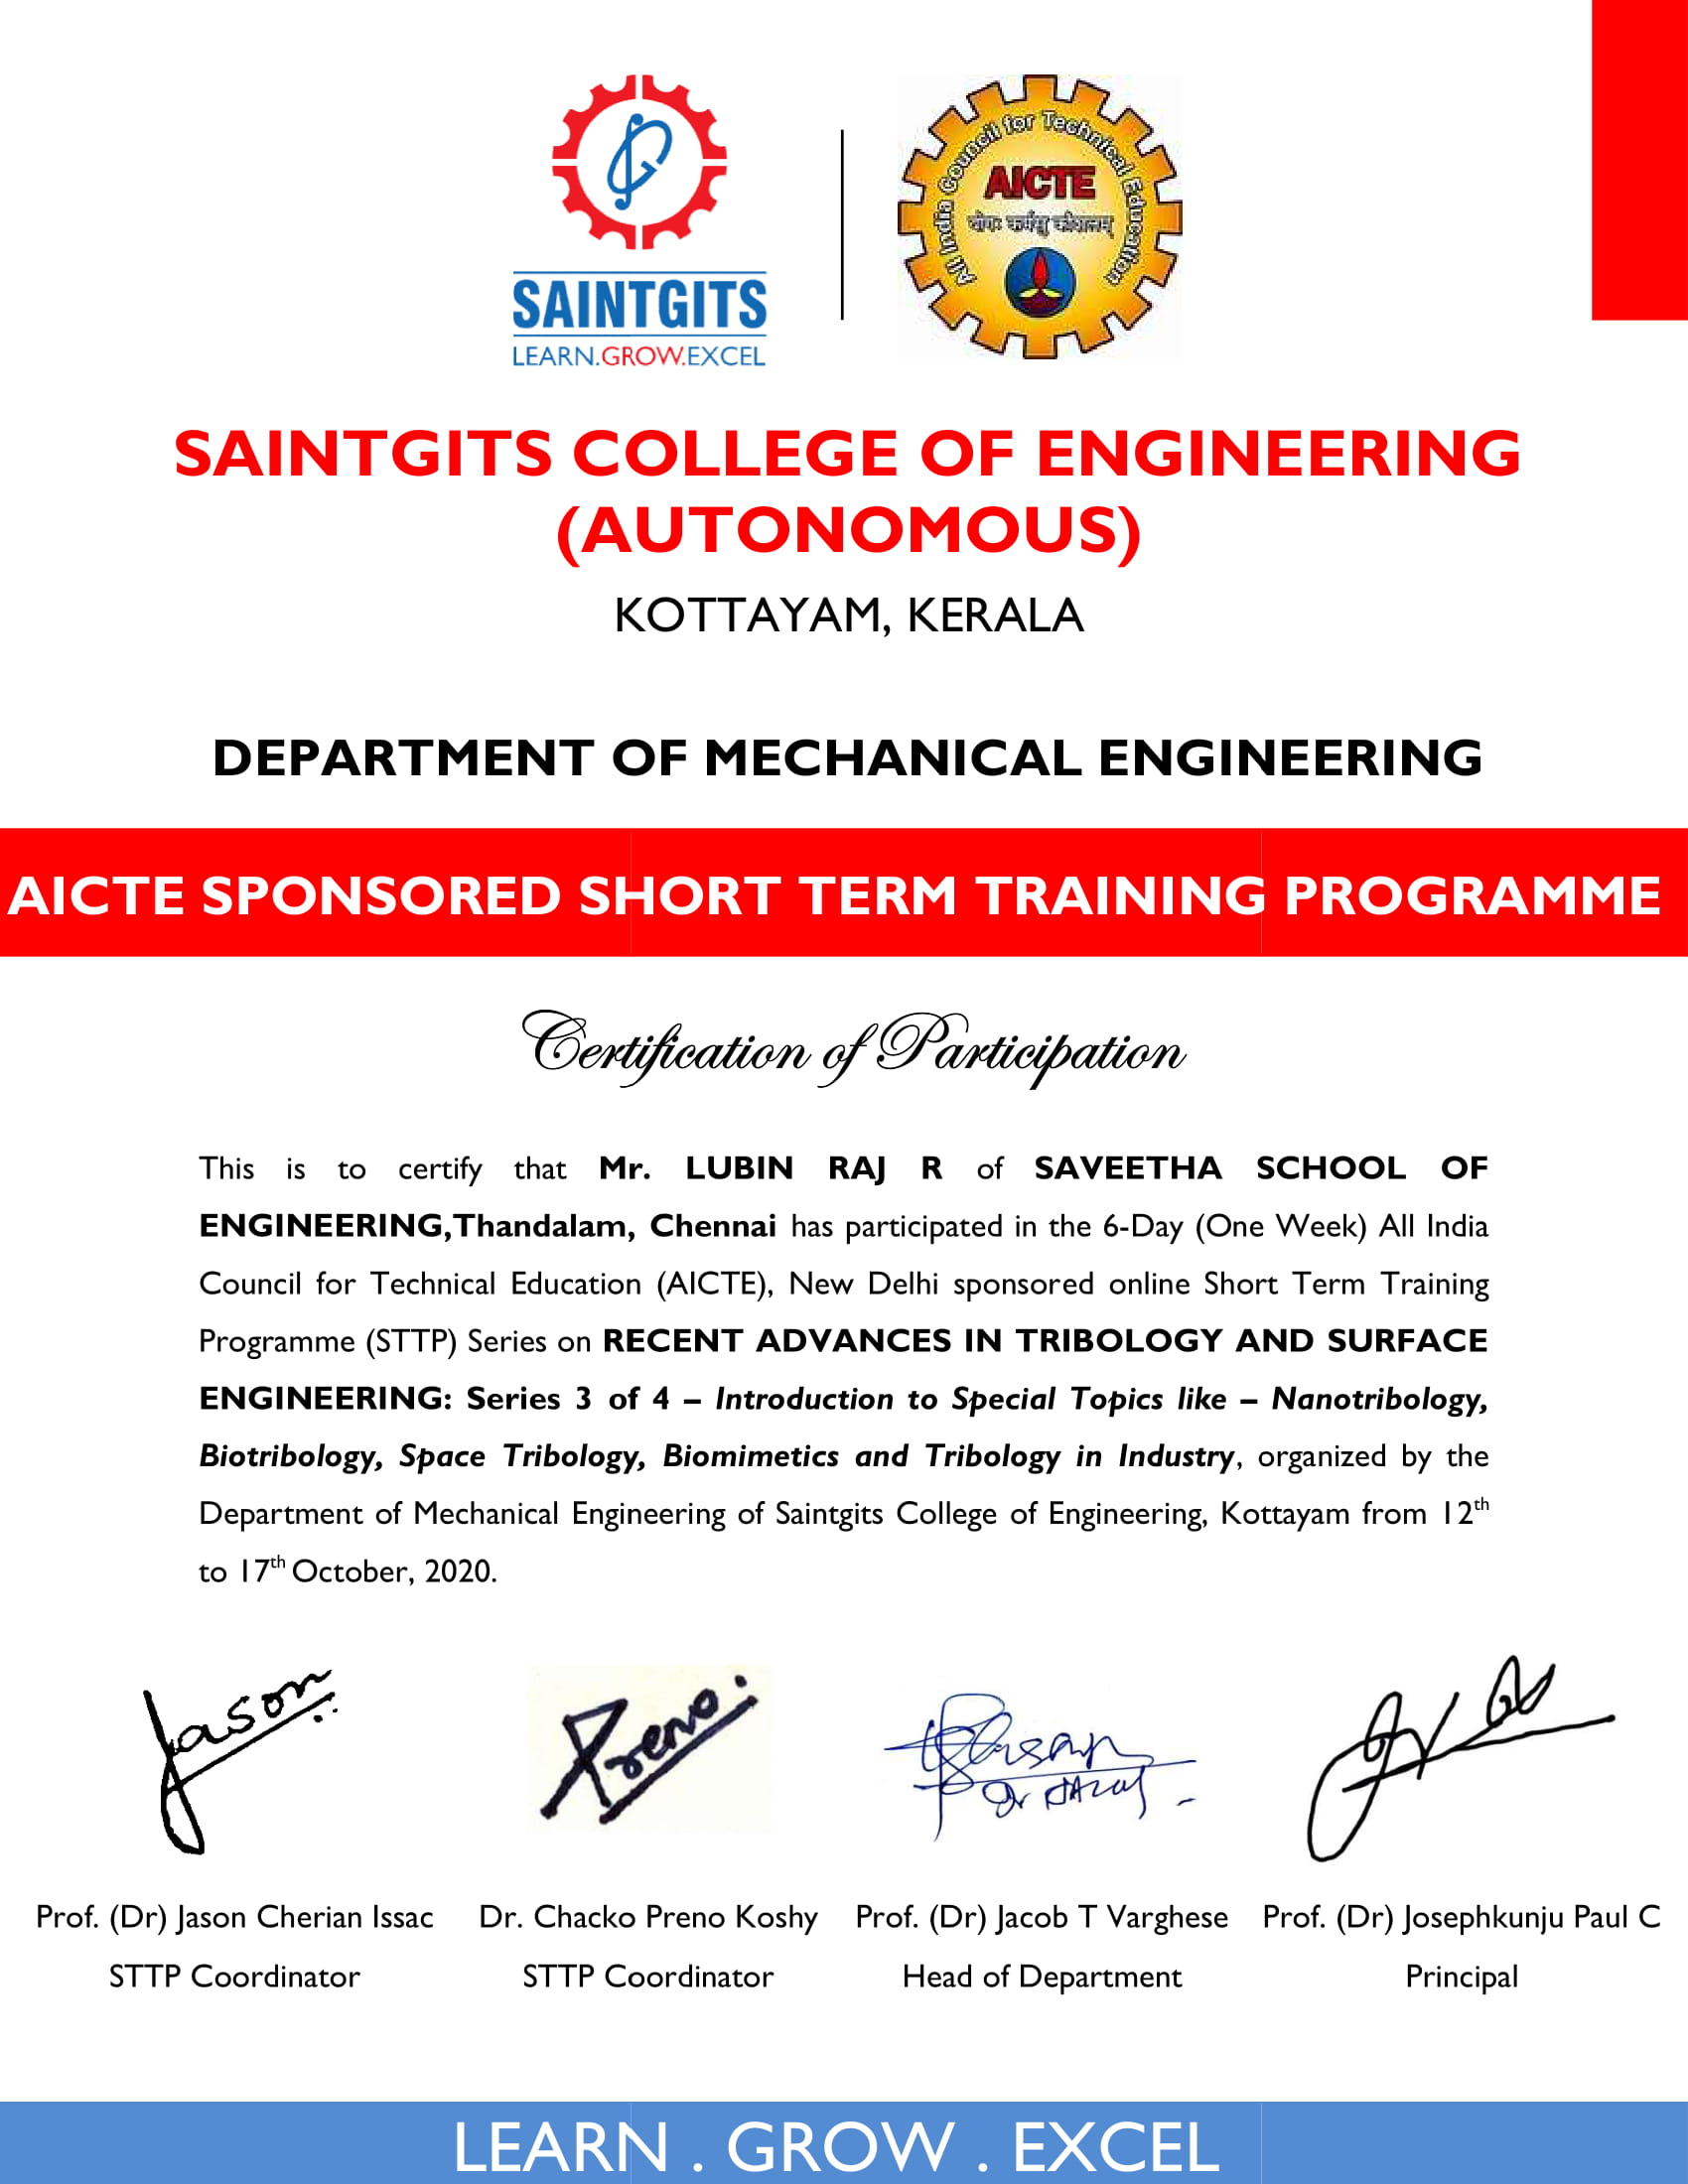 All India Council for Technical Education
AICTE
योगः कर्मसु कौशलम्
SAINTGITS
LEARN.GROW.EXCEL
SAINTGITS COLLEGE OF ENGINEERING
(AUTONOMOUS)
KOTTAYAM, KERALA
DEPARTMENT OF MECHANICAL ENGINEERING
AICTE SPONSORED SHORT TERM TRAINING PROGRAMME
Certification of Participation
This is to certify that Mr. LUBIN RAJ R of SAVEETHA SCHOOL OF
ENGINEERING,Thandalam, Chennai has participated in the 6-Day (One Week) All India
Council for Technical Education (AICTE), New Delhi sponsored online Short Term Training
Programme (STTP) Series on RECENT ADVANCES IN TRIBOLOGY AND SURFACE
ENGINEERING: Series 3 of 4 – Introduction to Special Topics like – Nanotribology,
Biotribology, Space Tribology, Biomimetics and Tribology in Industry, organized by the
Department of Mechanical Engineering of Saintgits College of Engineering, Kottayam from 12th
to 17th October, 2020.
Jason
Preno
Prof. (Dr) Jason Cherian Issac Dr. Chacko Preno Koshy Prof. (Dr) Jacob T Varghese Prof. (Dr) Josephkunju Paul C
STTP Coordinator STTP Coordinator Head of Department Principal
LEARN . GROW . EXCEL